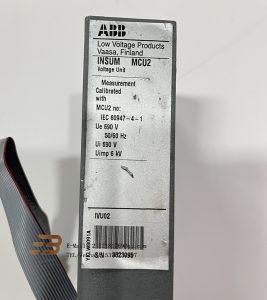 ABB
Low Voltage Products
Vaasa, Finland
INSUM MCU2
Voltage Unit
Measurement
Calibrated
with
MCU2 no:
IEC 60947-4-1
Ue 690 V
50/60 Hz
Ui 690 V
Uimp 6 kV
IVU02
S/N